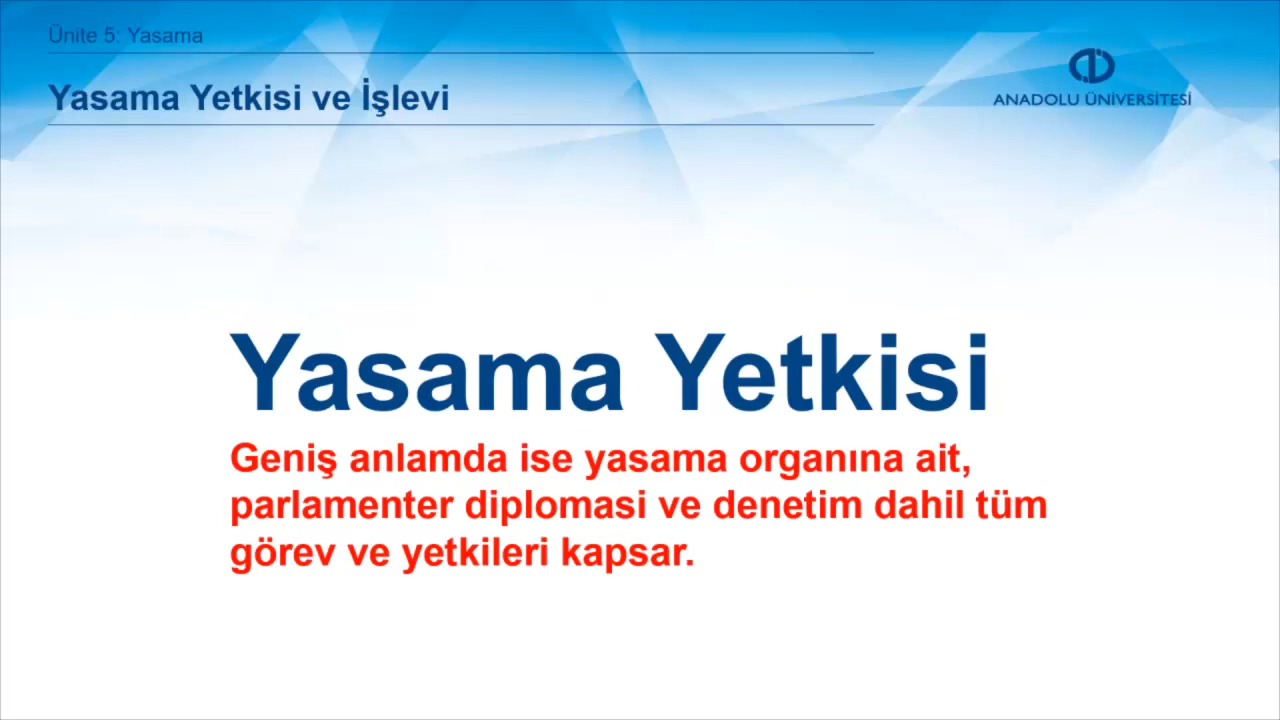 Ünite 5: Yasama
Yasama Yetkisi ve İşlevi
ANADOLU ÜNİVERSİTESİ
Yasama Yetkisi
Geniş anlamda ise yasama organına ait,
parlamenter diplomasi ve denetim dahil tüm
görev ve yetkileri kapsar.